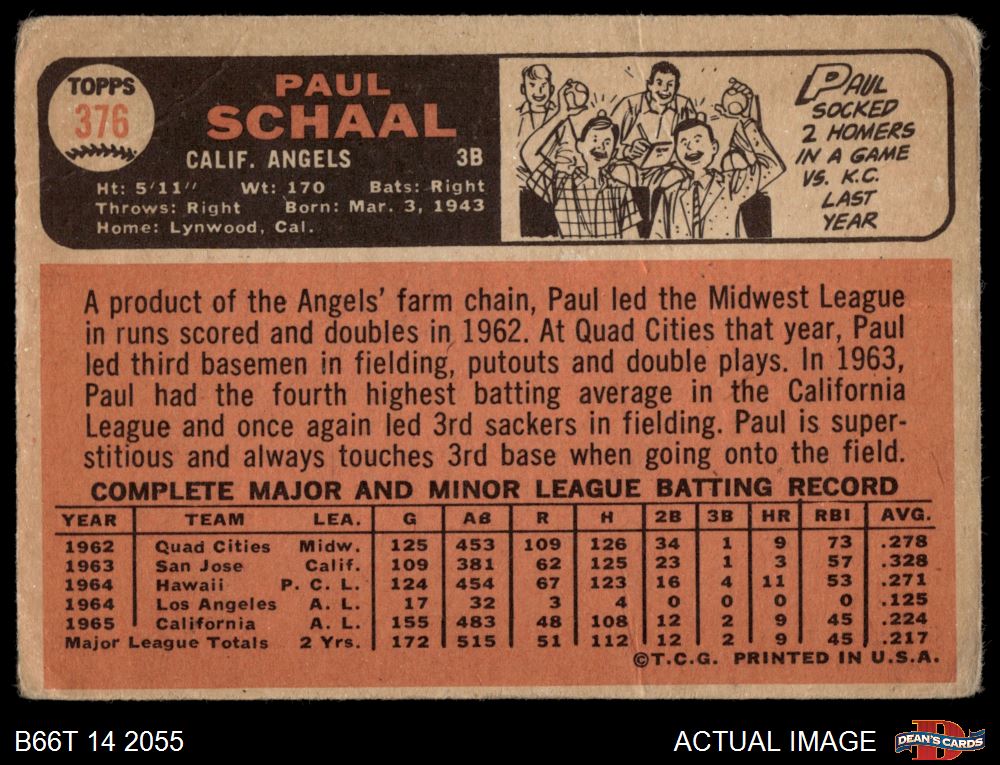 TOPPS
376
PAUL
SCHAAL
CALIF. ANGELS 3B
Ht: 5'11" Wt: 170 Bats: Right
Throws: Right Born: Mar. 3, 1943
Home: Lynwood, Cal.
PAUL
SOCKED
2 HOMERS
IN A GAME
VS. K.C.
LAST
YEAR
A product of the Angels' farm chain, Paul led the Midwest League
in runs scored and doubles in 1962. At Quad Cities that year, Paul
led third basemen in fielding, putouts and double plays. In 1963,
Paul had the fourth highest batting average in the California
League and once again led 3rd sackers in fielding. Paul is super-
stitious and always touches 3rd base when going onto the field.
COMPLETE MAJOR AND MINOR LEAGUE BATTING RECORD
YEAR TEAM LEA. G AB R H 2B 3B HR RBI AVG.
1962 Quad Cities Midw. 125 453 109 126 34 1 9 73 .278
1963 San Jose Calif. 109 381 62 125 23 1 3 57 .328
1964 Hawaii P. C. L. 124 454 67 123 16 4 11 53 .271
1964 Los Angeles A. L. 17 32 3 4 0 0 0 0 .125
1965 California A. L. 155 483 48 108 12 2 9 45 .224
Major League Totals 2 Yrs. 172 515 51 112 12 2 9 45 .217
©T.C.G. PRINTED IN U.S.A.
B66T 14 2055
ACTUAL IMAGE
DEAN'S CARDS